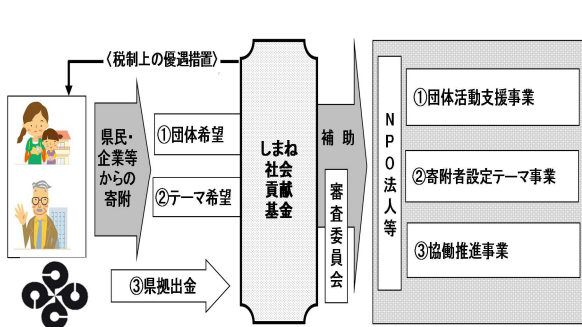 〈税制上の優遇措置〉
県民・
企業等
からの
寄附
①団体希望
②テーマ希望
③県拠出金
しまね
社会
貢献
基金
補助
審査委員会
NPO法人等
①団体活動支援事業
②寄附者設定テーマ事業
③協働推進事業